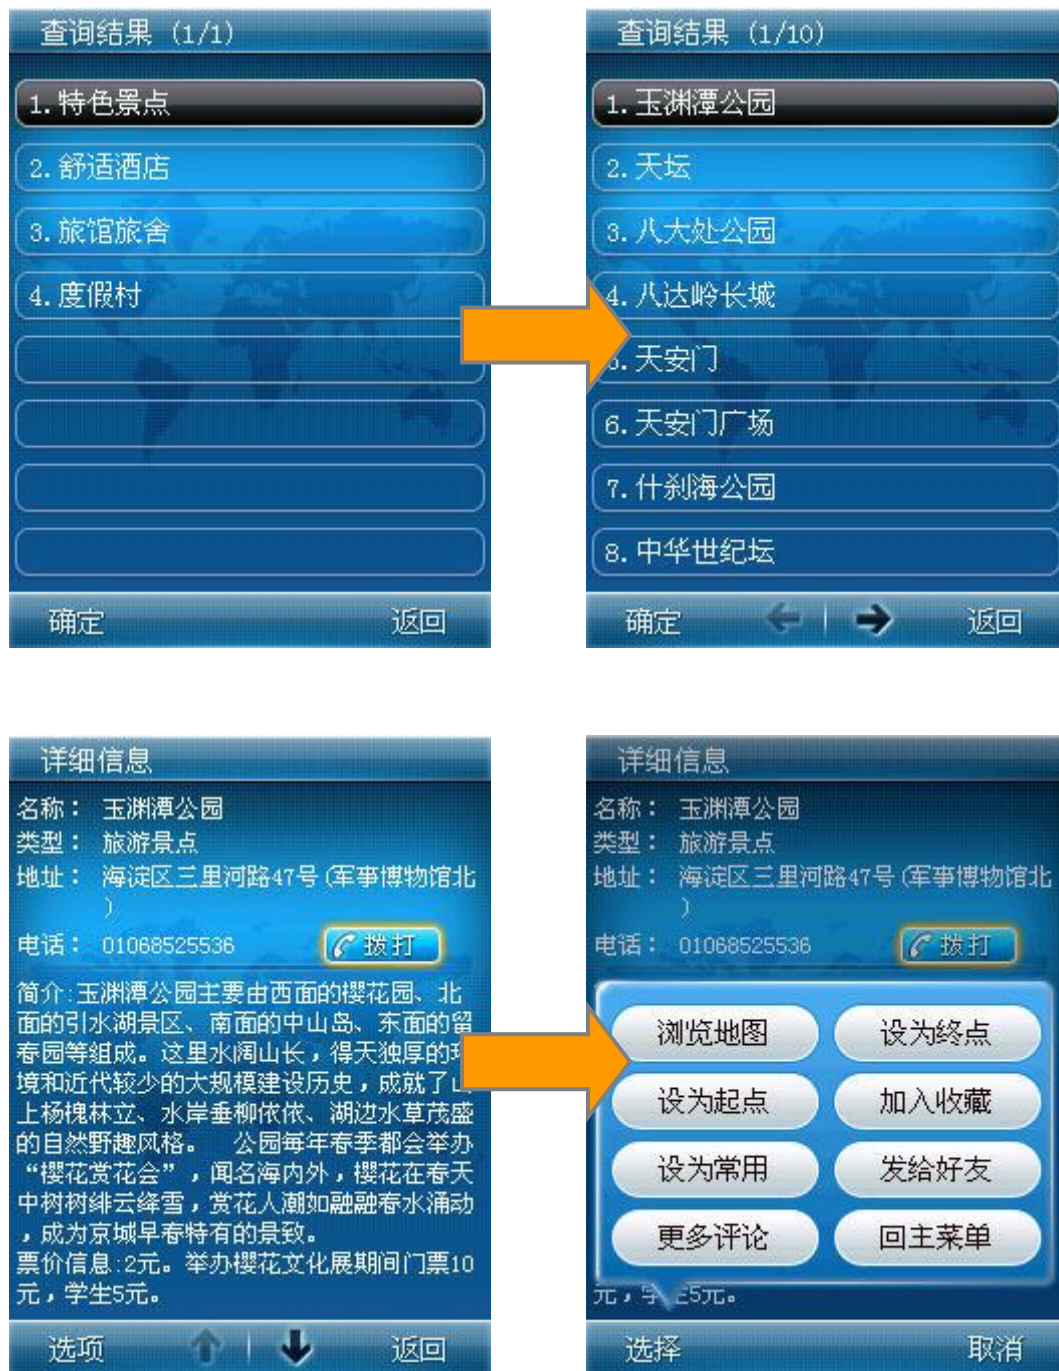 查询结果 (1/1)
1.特色景点
2.舒适酒店
3.旅馆旅舍
4.度假村
确定
返回
查询结果 (1/10)
1.玉渊潭公园
2.天坛
3.八大处公园
4.八达岭长城
5.天安门
6.天安门广场
7.什刹海公园
8.中华世纪坛
确定
返回
详细信息
名称： 玉渊潭公园
类型： 旅游景点
地址： 海淀区三里河路47号(军事博物馆北
)
电话： 01068525536
拨打
简介:玉渊潭公园主要由西面的樱花园、北
面的引水湖景区、南面的中山岛、东面的留
春园等组成。这里水阔山长，得天独厚的环
境和近代较少的大规模建设历史，成就了山
上杨槐林立、水岸垂柳依依、湖边水草茂盛
的自然野趣风格。 公园每年春季都会举办
“樱花赏花会”，闻名海内外，樱花在春天
中树树绯云绛雪，赏花人潮如融融春水涌动
，成为京城早春特有的景致。
票价信息:2元。举办樱花文化展期间门票10
元，学生5元。
选项
返回
详细信息
名称： 玉渊潭公园
类型： 旅游景点
地址： 海淀区三里河路47号(军事博物馆北
)
电话： 01068525536
拨打
浏览地图
设为终点
设为起点
加入收藏
设为常用
发给好友
更多评论
回主菜单
元，学生5元。
选择
取消